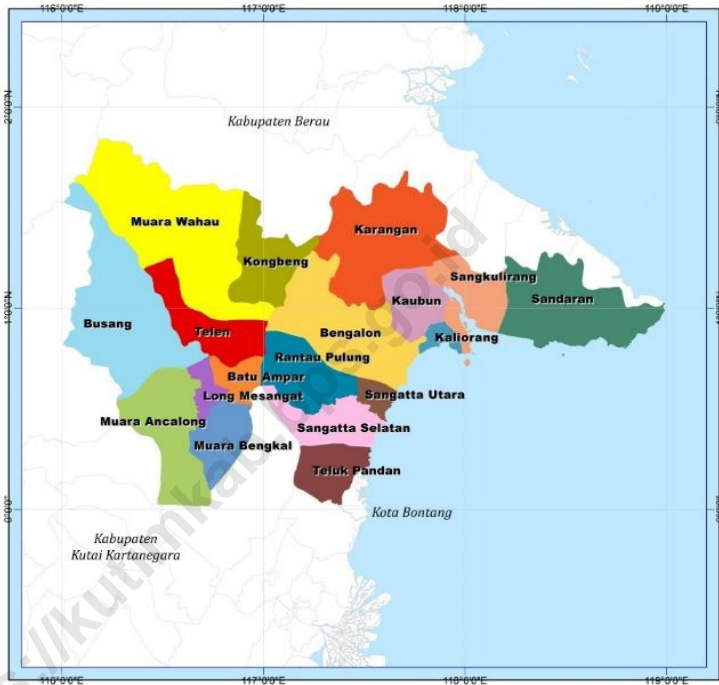 116°0'0"E 117°0'0"E 118°0'0"E 119°0'0"E
2°0'0"N
Kabupaten Berau
Muara Wahau
Karangan
Kongbeng
Sangkulirang
Kaubun
Sandaran
1°0'0"N
Busang
Telen
Bengalon
Kaliorang
Rantau Pulung
Batu Ampar
Long Mesangat
Sangatta Utara
Muara Ancalong
Sangatta Selatan
Muara Bengkal
Teluk Pandan
0°0'0"
Kota Bontang
Kabupaten
Kutai Kartanegara
116°0'0"E 117°0'0"E 118°0'0"E 119°0'0"E